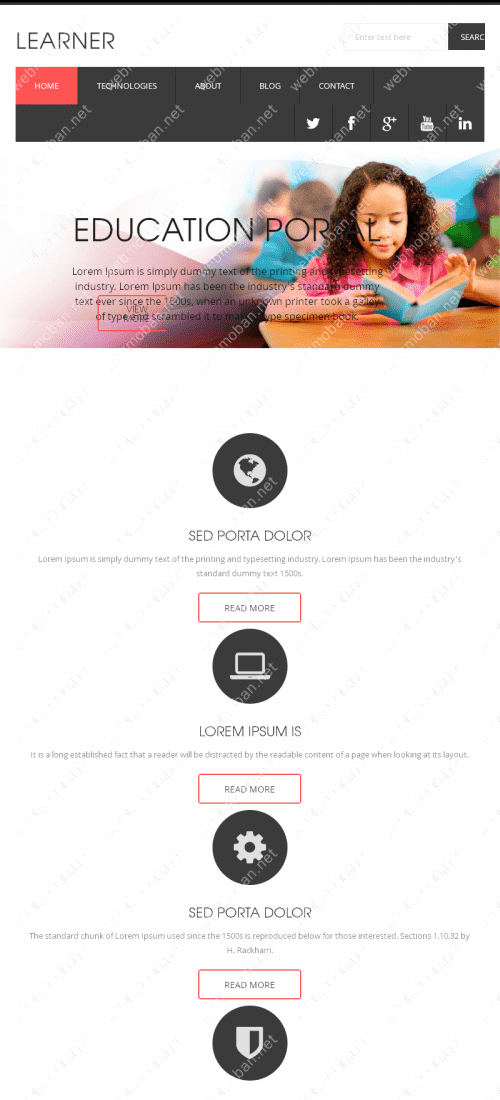 LEARNER
Enter text here
SEARC
HOME
TECHNOLOGIES
ABOUT
BLOG
CONTACT
You
Tube
EDUCATION PORTAL
Lorem Ipsum is simply dummy text of the printing and typesetting
industry. Lorem Ipsum has been the industry's standard dummy
text ever since the 1500s, when an unknown printer took a galley
of type and scrambled it to make a type specimen book.
VIEW
SED PORTA DOLOR
Lorem Ipsum is simply dummy text of the printing and typesetting industry. Lorem Ipsum has been the industry's
standard dummy text 1500s.
READ MORE
LOREM IPSUM IS
It is a long established fact that a reader will be distracted by the readable content of a page when looking at its layout.
READ MORE
SED PORTA DOLOR
The standard chunk of Lorem Ipsum used since the 1500s is reproduced below for those interested. Sections 1.10.32 by
H. Rackham.
READ MORE
webmoban.net